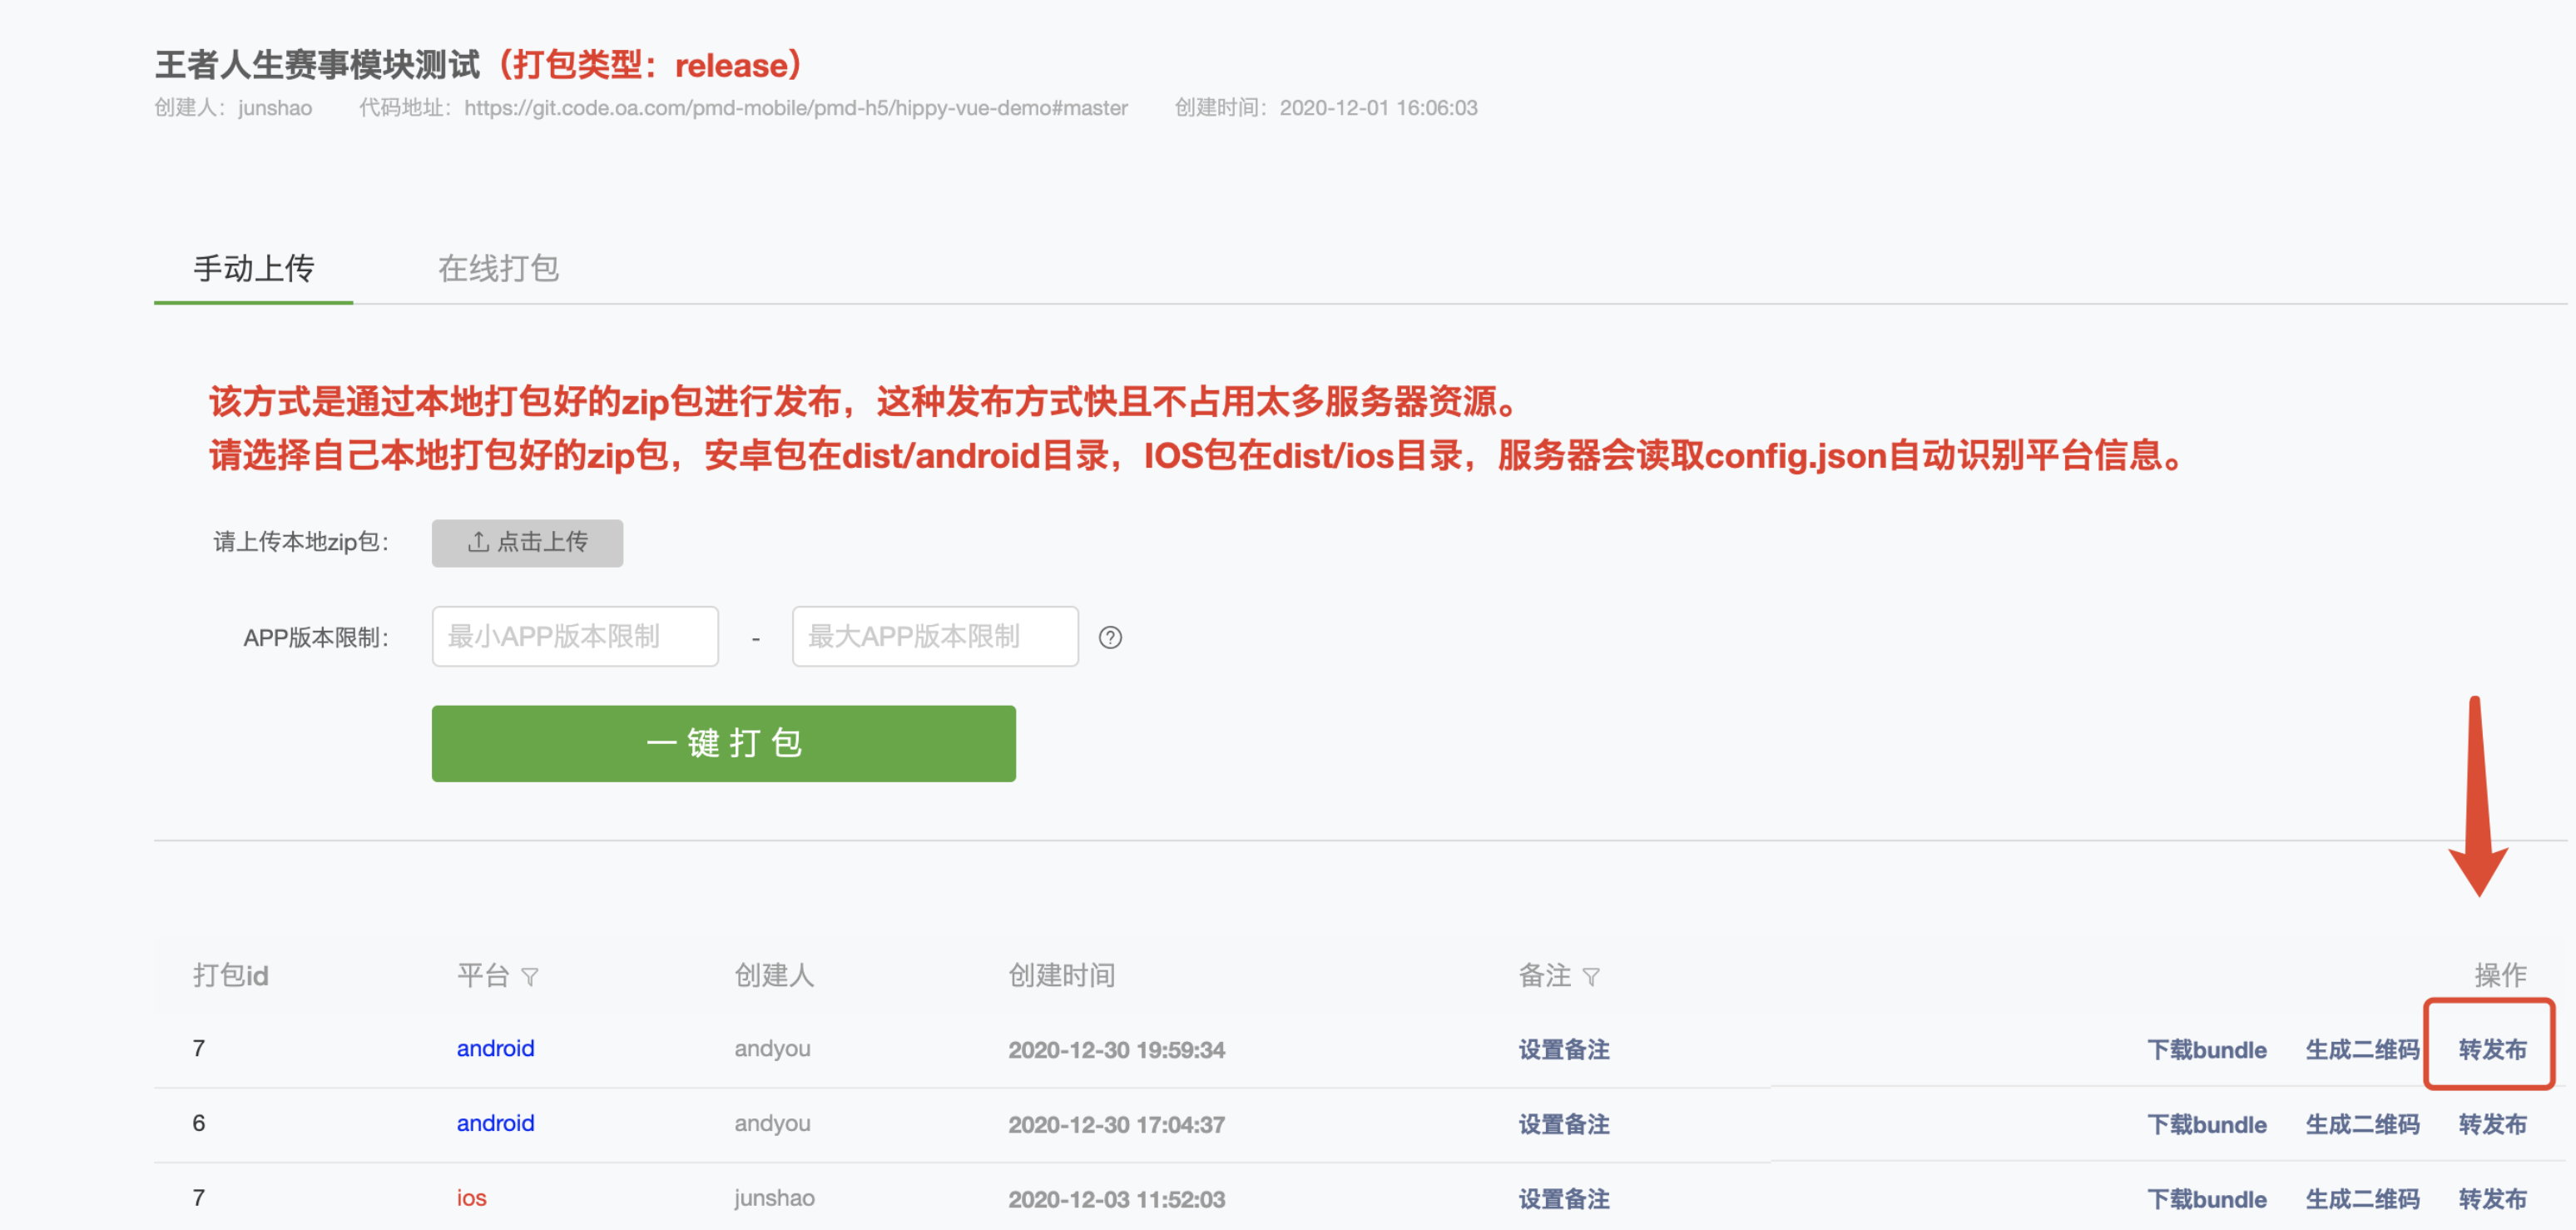 王者人生赛事模块测试（打包类型：release）
创建人：junshao 代码地址：https://git.code.oa.com/pmd-mobile/pmd-h5/hippy-vue-demo#master 创建时间：2020-12-01 16:06:03
手动上传 在线打包
该方式是通过本地打包好的zip包进行发布，这种发布方式快且不占用太多服务器资源。
请选择自己本地打包好的zip包，安卓包在dist/android目录，IOS包在dist/ios目录，服务器会读取config.json自动识别平台信息。
请上传本地zip包： 点击上传
APP版本限制： 最小APP版本限制 - 最大APP版本限制 ?
一键打包
打包id 平台 创建人 创建时间 备注 操作
7 android andyou 2020-12-30 19:59:34 设置备注 下载bundle 生成二维码 转发布
6 android andyou 2020-12-30 17:04:37 设置备注 下载bundle 生成二维码 转发布
7 ios junshao 2020-12-03 11:52:03 设置备注 下载bundle 生成二维码 转发布